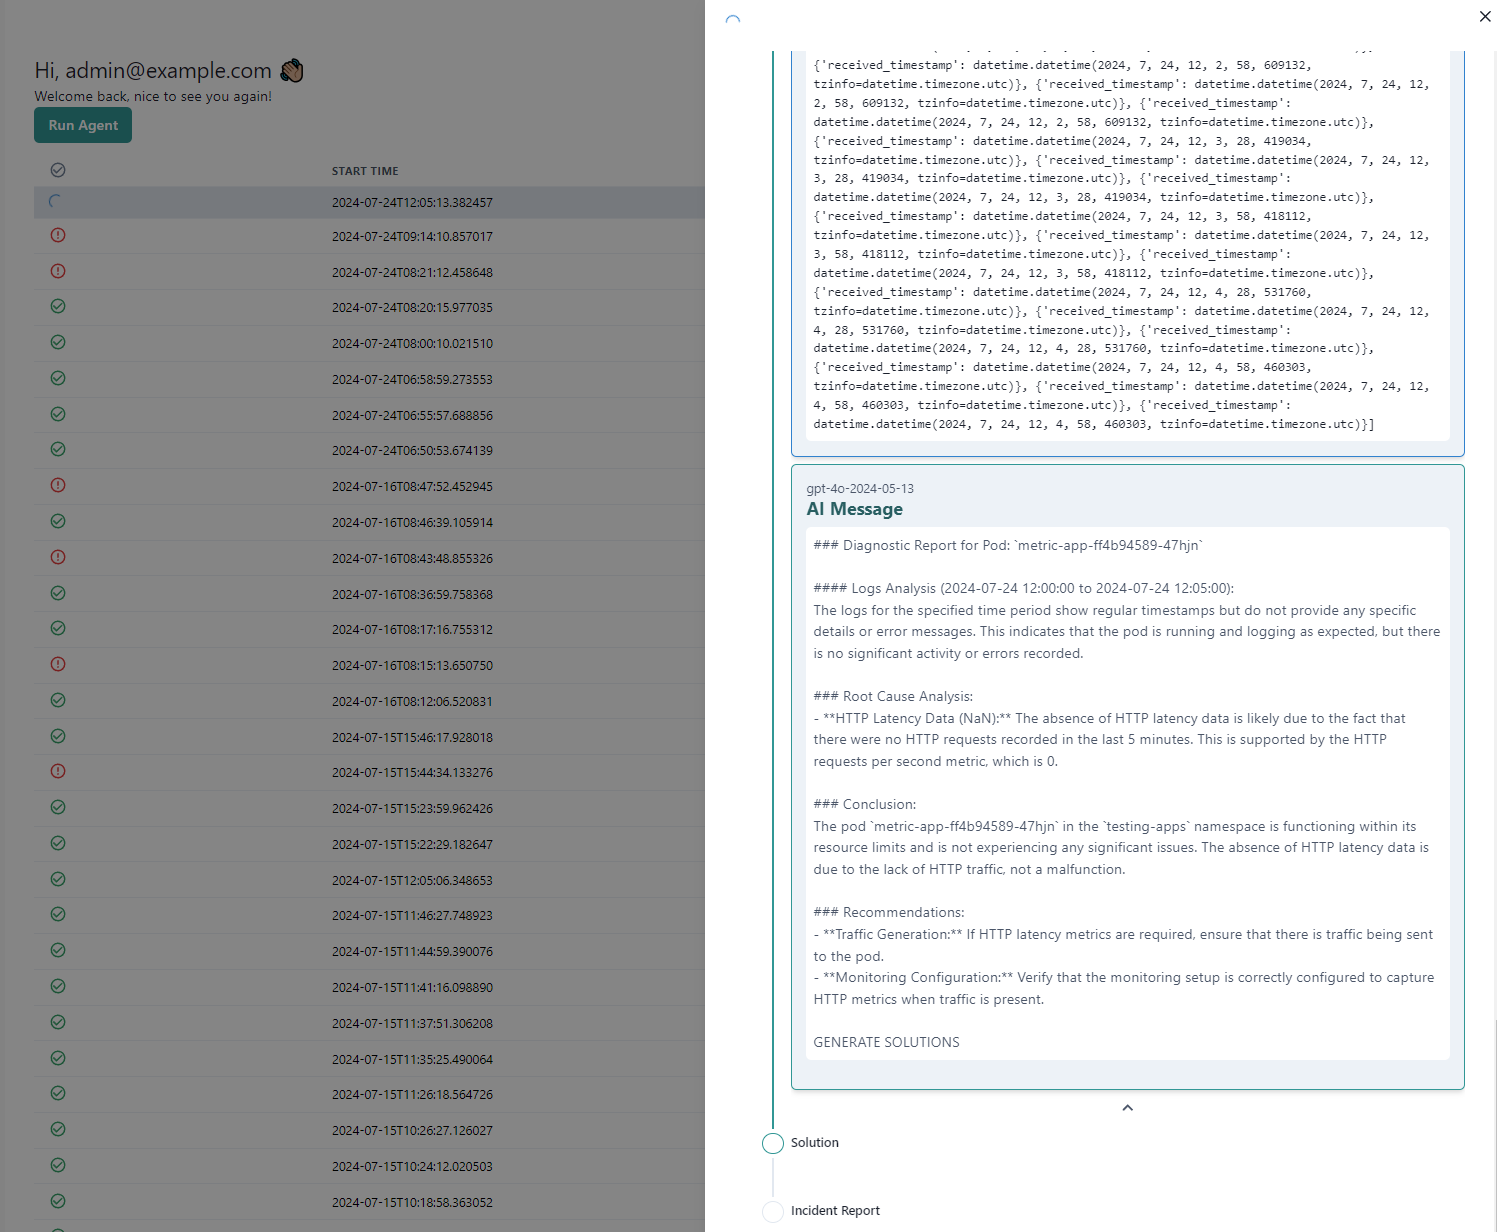 Hi, admin@example.com
Welcome back, nice to see you again!
Run Agent
START TIME
2024-07-24T12:05:13.382457
2024-07-24T09:14:10.857017
2024-07-24T08:21:12.458648
2024-07-24T08:20:15.977035
2024-07-24T08:00:10.021510
2024-07-24T06:58:59.273553
2024-07-24T06:55:57.688856
2024-07-24T06:50:53.674139
2024-07-16T08:47:52.452945
2024-07-16T08:46:39.105914
2024-07-16T08:43:48.855326
2024-07-16T08:36:59.758368
2024-07-16T08:17:16.755312
2024-07-16T08:15:13.650750
2024-07-16T08:12:06.520831
2024-07-15T15:46:17.928018
2024-07-15T15:44:34.133276
2024-07-15T15:23:59.962426
2024-07-15T15:22:29.182647
2024-07-15T12:05:06.348653
2024-07-15T11:46:27.748923
2024-07-15T11:44:59.390076
2024-07-15T11:41:16.098890
2024-07-15T11:37:51.306208
2024-07-15T11:35:25.490064
2024-07-15T11:26:18.564726
2024-07-15T10:26:27.126027
2024-07-15T10:24:12.020503
2024-07-15T10:18:58.363052
{'received_timestamp': datetime.datetime(2024, 7, 24, 12, 2, 58, 609132,
tzinfo=datetime.timezone.utc)}, {'received_timestamp': datetime.datetime(2024, 7, 24, 12,
2, 58, 609132, tzinfo=datetime.timezone.utc)}, {'received_timestamp':
datetime.datetime(2024, 7, 24, 12, 2, 58, 609132, tzinfo=datetime.timezone.utc)},
{'received_timestamp': datetime.datetime(2024, 7, 24, 12, 3, 28, 419034,
tzinfo=datetime.timezone.utc)}, {'received_timestamp': datetime.datetime(2024, 7, 24, 12,
3, 28, 419034, tzinfo=datetime.timezone.utc)}, {'received_timestamp':
datetime.datetime(2024, 7, 24, 12, 3, 28, 419034, tzinfo=datetime.timezone.utc)},
{'received_timestamp': datetime.datetime(2024, 7, 24, 12, 3, 58, 418112,
tzinfo=datetime.timezone.utc)}, {'received_timestamp': datetime.datetime(2024, 7, 24, 12,
3, 58, 418112, tzinfo=datetime.timezone.utc)}, {'received_timestamp':
datetime.datetime(2024, 7, 24, 12, 3, 58, 418112, tzinfo=datetime.timezone.utc)},
{'received_timestamp': datetime.datetime(2024, 7, 24, 12, 4, 28, 531760,
tzinfo=datetime.timezone.utc)}, {'received_timestamp': datetime.datetime(2024, 7, 24, 12,
4, 28, 531760, tzinfo=datetime.timezone.utc)}, {'received_timestamp':
datetime.datetime(2024, 7, 24, 12, 4, 28, 531760, tzinfo=datetime.timezone.utc)},
{'received_timestamp': datetime.datetime(2024, 7, 24, 12, 4, 58, 460303,
tzinfo=datetime.timezone.utc)}, {'received_timestamp': datetime.datetime(2024, 7, 24, 12,
4, 58, 460303, tzinfo=datetime.timezone.utc)}, {'received_timestamp':
datetime.datetime(2024, 7, 24, 12, 4, 58, 460303, tzinfo=datetime.timezone.utc)}]
gpt-4o-2024-05-13
AI Message
### Diagnostic Report for Pod: `metric-app-ff4b94589-47hjn`
#### Logs Analysis (2024-07-24 12:00:00 to 2024-07-24 12:05:00):
The logs for the specified time period show regular timestamps but do not provide any specific
details or error messages. This indicates that the pod is running and logging as expected, but there
is no significant activity or errors recorded.
### Root Cause Analysis:
- **HTTP Latency Data (NaN):** The absence of HTTP latency data is likely due to the fact that
there were no HTTP requests recorded in the last 5 minutes. This is supported by the HTTP
requests per second metric, which is 0.
### Conclusion:
The pod `metric-app-ff4b94589-47hjn` in the `testing-apps` namespace is functioning within its
resource limits and is not experiencing any significant issues. The absence of HTTP latency data is
due to the lack of HTTP traffic, not a malfunction.
### Recommendations:
- **Traffic Generation:** If HTTP latency metrics are required, ensure that there is traffic being sent
to the pod.
- **Monitoring Configuration:** Verify that the monitoring setup is correctly configured to capture
HTTP metrics when traffic is present.
GENERATE SOLUTIONS
Solution
Incident Report